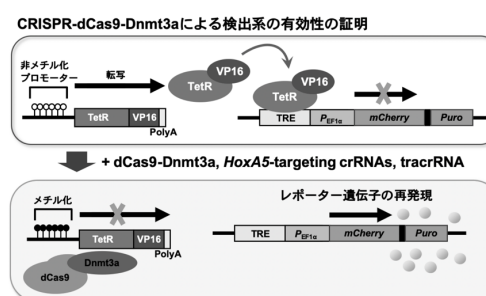 CRISPR-dCas9-Dnmt3aによる検出系の有効性の証明
非メチル化
プロモーター
転写
TetR
VP16
PolyA
TetR
VP16
TetR
VP16
TRE
PEF1α
mCherry
Puro
+ dCas9-Dnmt3a, HoxA5-targeting crRNAs, tracrRNA
メチル化
TetR
VP16
PolyA
dCas9
Dnmt3a
レポーター遺伝子の再発現
TRE
PEF1α
mCherry
Puro